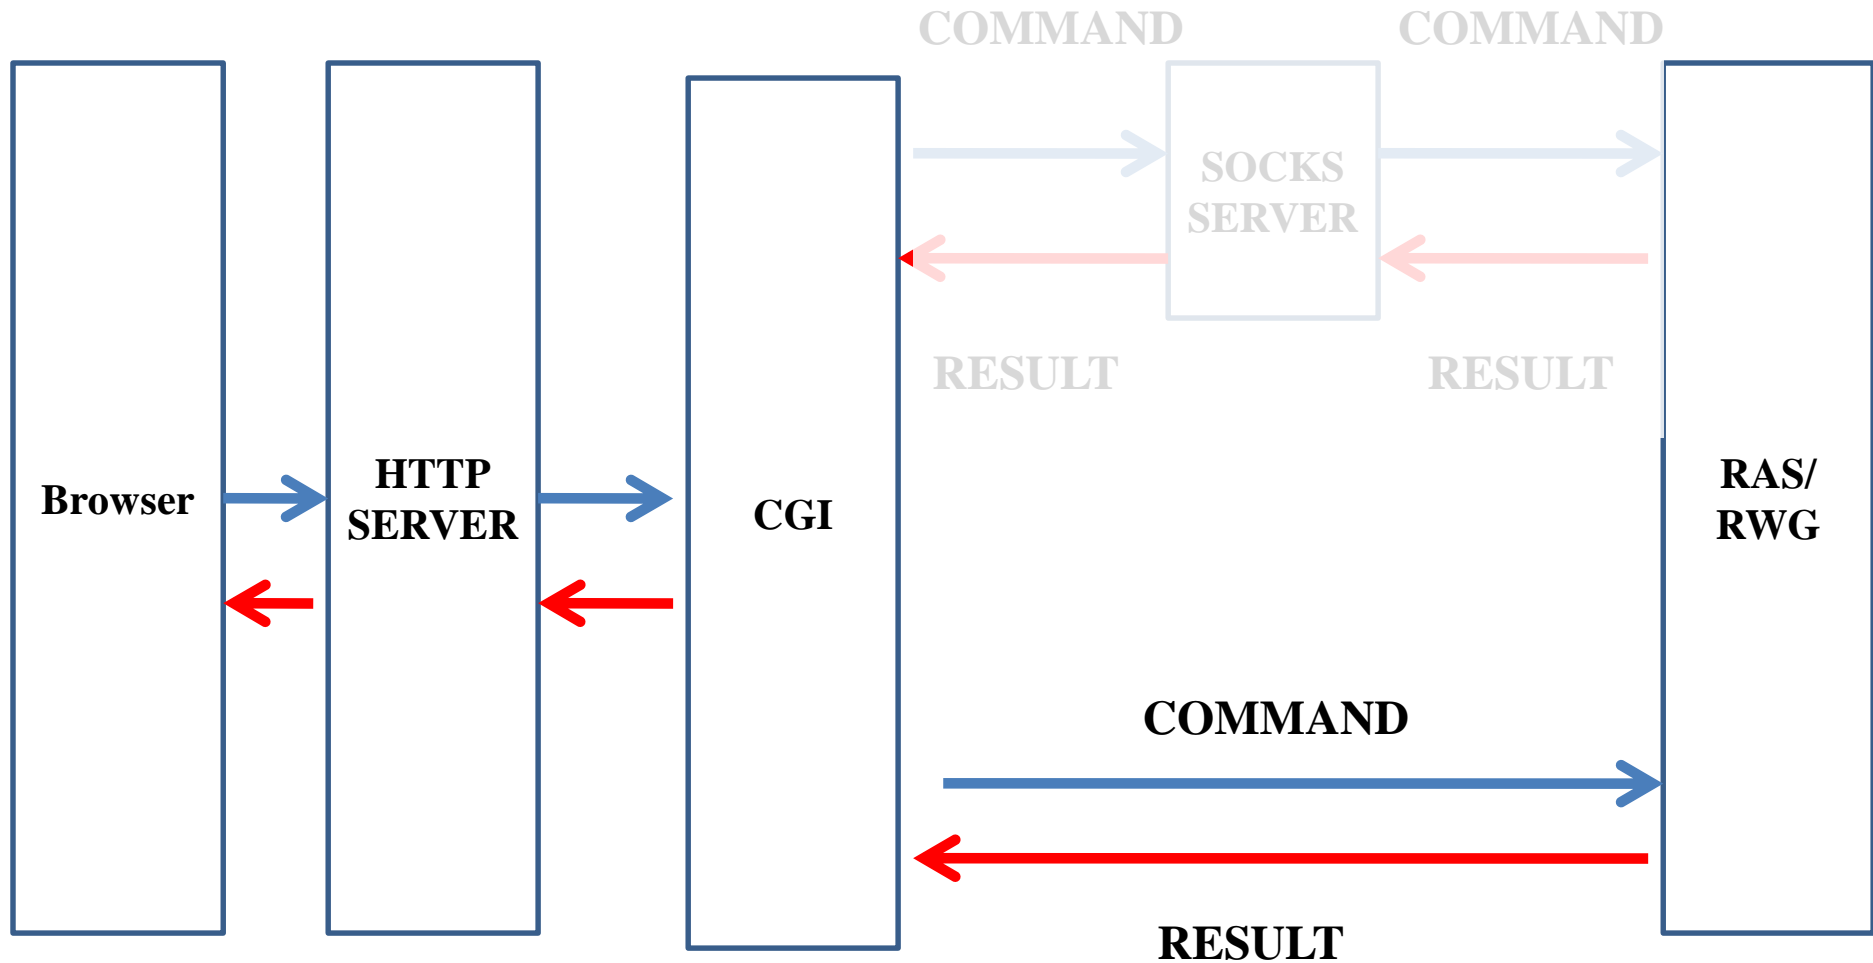 COMMAND
COMMAND
SOCKS
SERVER
RESULT
RESULT
Browser
HTTP
SERVER
CGI
RAS/
RWG
COMMAND
RESULT